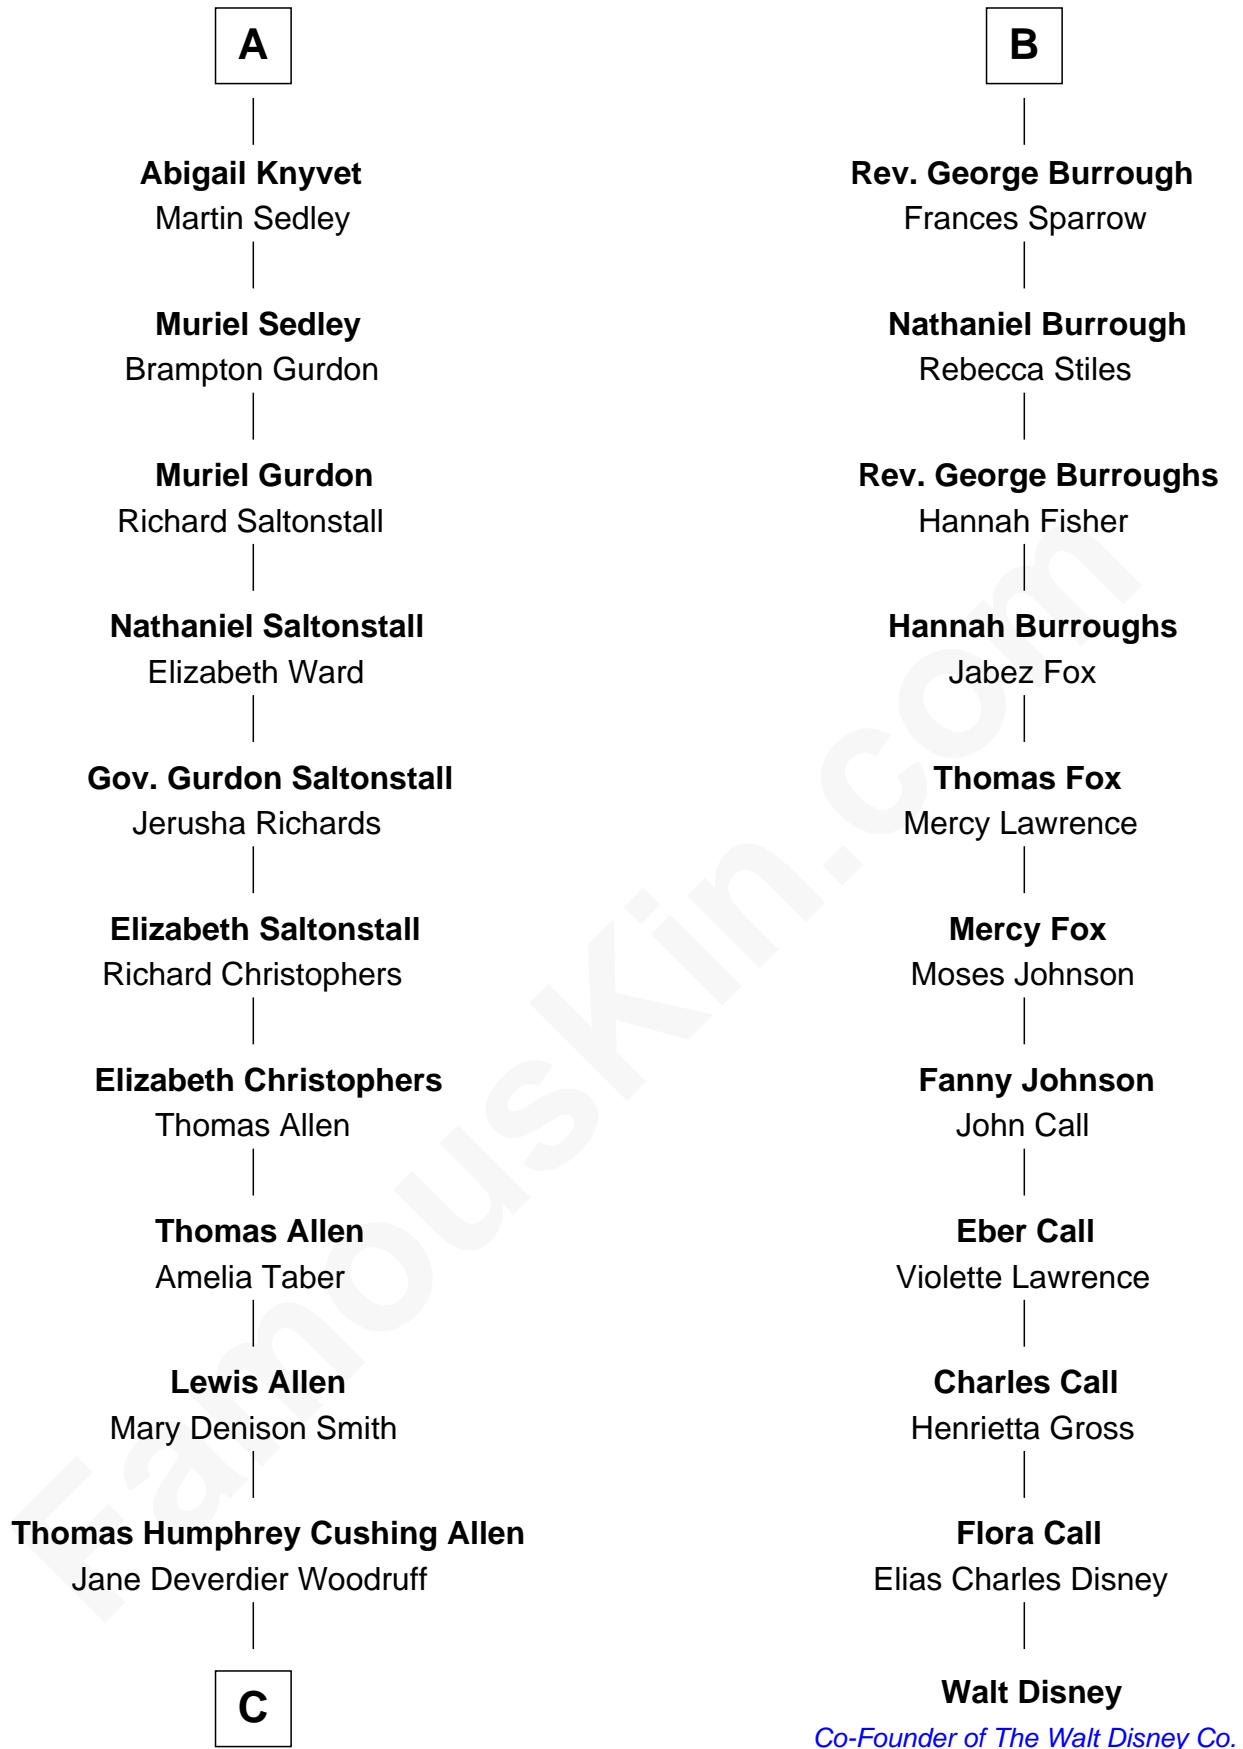 A
Abigail Knyvet
Martin Sedley
Muriel Sedley
Brampton Gurdon
Muriel Gurdon
Richard Saltonstall
Nathaniel Saltonstall
Elizabeth Ward
Gov. Gurdon Saltonstall
Jerusha Richards
Elizabeth Saltonstall
Richard Christophers
Elizabeth Christophers
Thomas Allen
Thomas Allen
Amelia Taber
Lewis Allen
Mary Denison Smith
Thomas Humphrey Cushing Allen
Jane Deverdier Woodruff
C
B
Rev. George Burrough
Frances Sparrow
Nathaniel Burrough
Rebecca Stiles
Rev. George Burroughs
Hannah Fisher
Hannah Burroughs
Jabez Fox
Thomas Fox
Mercy Lawrence
Mercy Fox
Moses Johnson
Fanny Johnson
John Call
Eber Call
Violette Lawrence
Charles Call
Henrietta Gross
Flora Call
Elias Charles Disney
Walt Disney
Co-Founder of The Walt Disney Co.
FamousKin.com